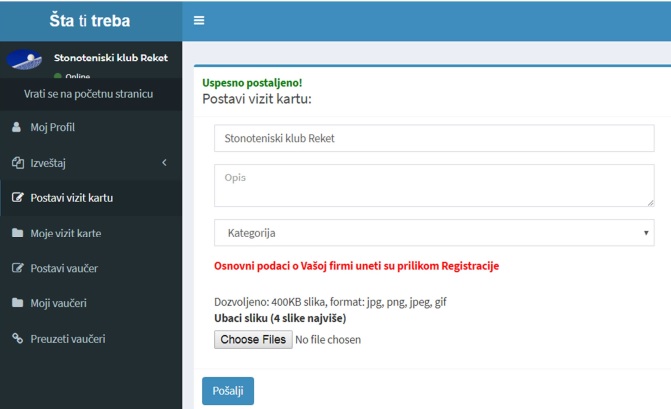 Šta ti treba
Stonoteniski klub Reket
Online
Vrati se na početnu stranicu
Moj Profil
Izveštaj
Postavi vizit kartu
Moje vizit karte
Postavi vaučer
Moji vaučeri
Preuzeti vaučeri
Uspesno postaljeno!
Postavi vizit kartu:
Stonoteniski klub Reket
Opis
Kategorija
Osnovni podaci o Vašoj firmi uneti su prilikom Registracije
Dozvoljeno: 400KB slika, format: jpg, png, jpeg, gif
Ubaci sliku (4 slike najviše)
Choose Files No file chosen
Pošalji